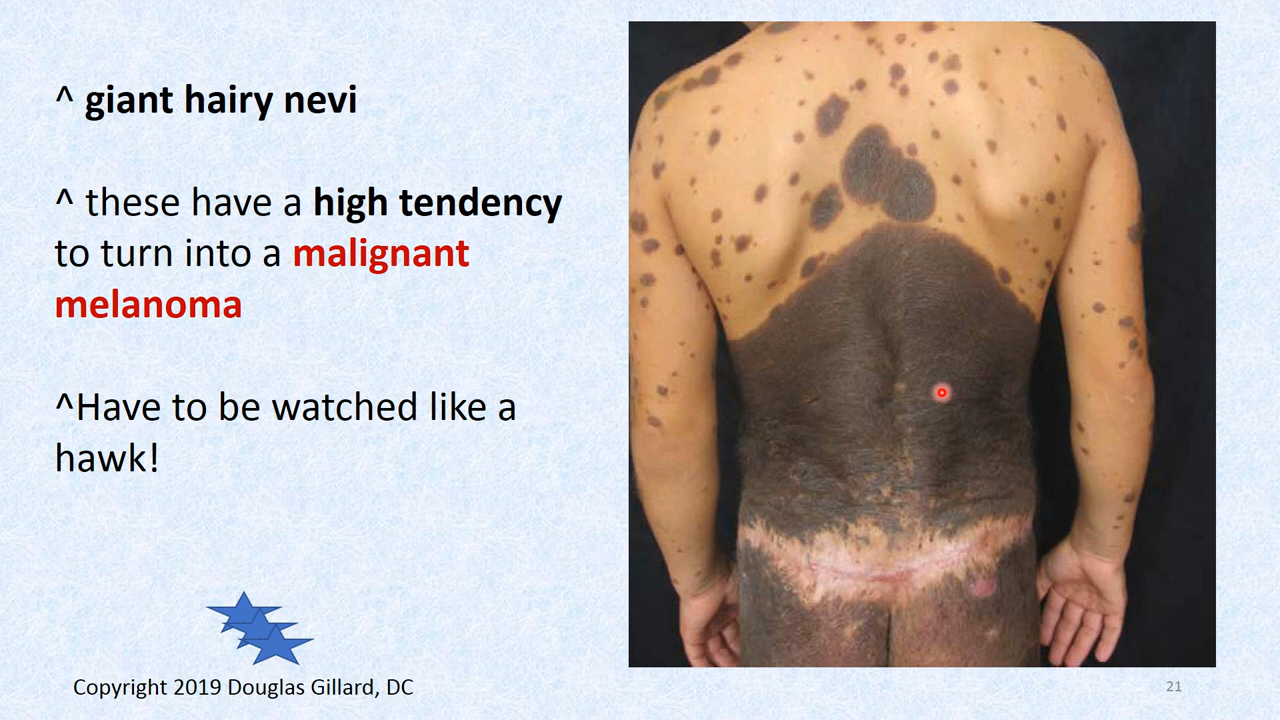 ^ giant hairy nevi
^ these have a high tendency
to turn into a malignant
melanoma
^Have to be watched like a
hawk!
Copyright 2019 Douglas Gillard, DC
21